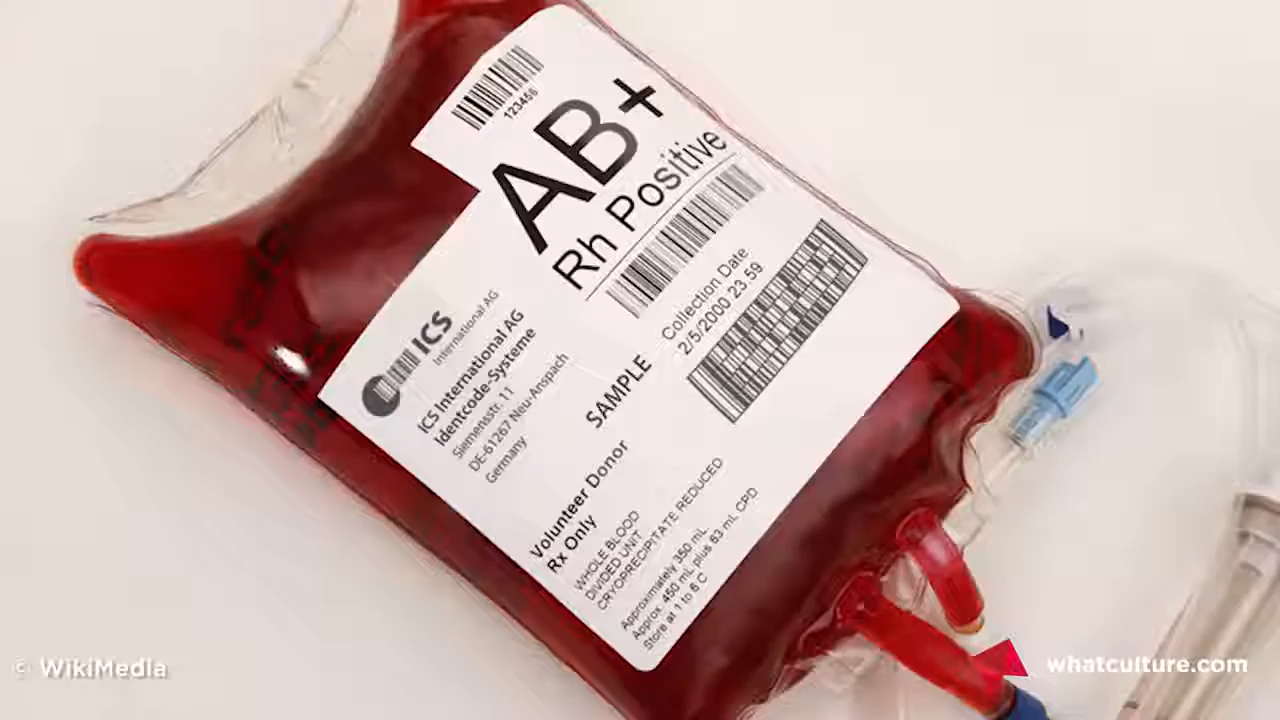 123456
AB+
Rh Positive
Collection Date
2/5/2000 23 59
ICS
International AG
ICS International AG
Identcode-Systeme
Siemensstr. 11
DE-61267 Neu-Anspach
Germany
SAMPLE
Volunteer Donor
Rx Only
WHOLE BLOOD
DIVIDED UNIT
CRYOPRECIPITATE REDUCED
Approximately 350 mL
Approx. 450 mL plus 63 mL CPD
Store at 1 to 6 C
© WikiMedia
whatculture.com